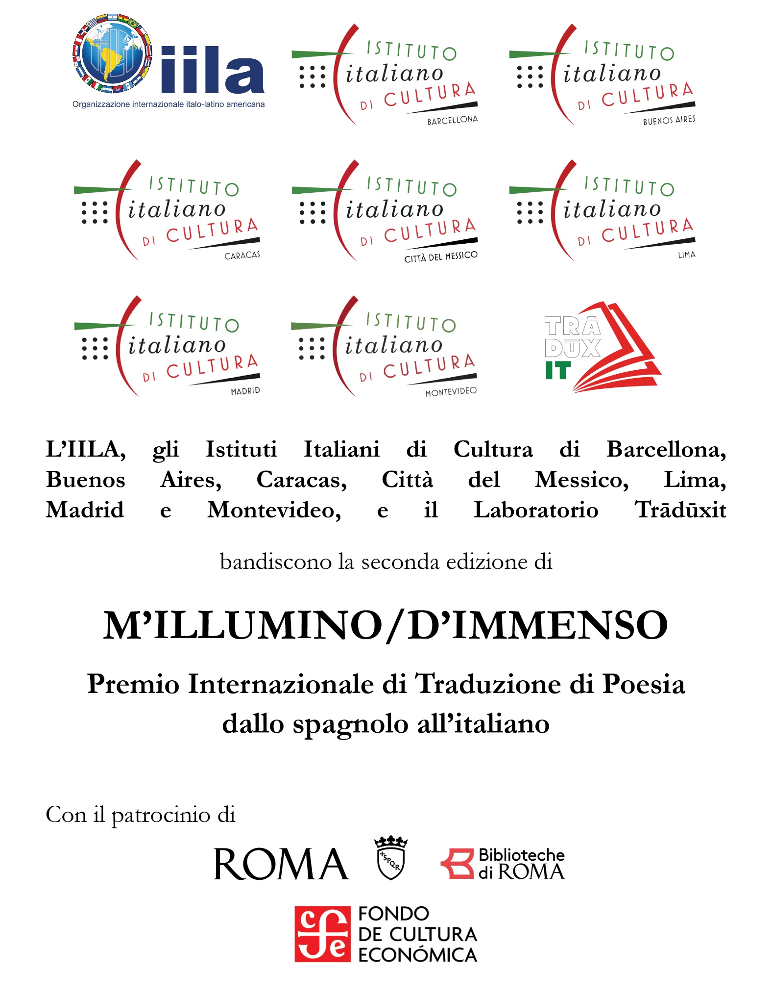 iila
Organizzazione internazionale italo-latino americana
ISTITUTO
italiano
DI CULTURA
BARCELLONA
ISTITUTO
italiano
DI CULTURA
BUENOS AIRES
ISTITUTO
italiano
DI CULTURA
CARACAS
ISTITUTO
italiano
DI CULTURA
CITTÀ DEL MESSICO
ISTITUTO
italiano
DI CULTURA
LIMA
ISTITUTO
italiano
DI CULTURA
MADRID
ISTITUTO
italiano
DI CULTURA
MONTEVIDEO
TRĀ
DŪX
IT
L’IILA, gli Istituti Italiani di Cultura di Barcellona,
Buenos Aires, Caracas, Città del Messico, Lima,
Madrid e Montevideo, e il Laboratorio Trādūxit
bandiscono la seconda edizione di
M’ILLUMINO/D’IMMENSO
Premio Internazionale di Traduzione di Poesia
dallo spagnolo all’italiano
Con il patrocinio di
ROMA
SPQR
Biblioteche
di ROMA
cfe
FONDO
DE CULTURA
ECONÓMICA